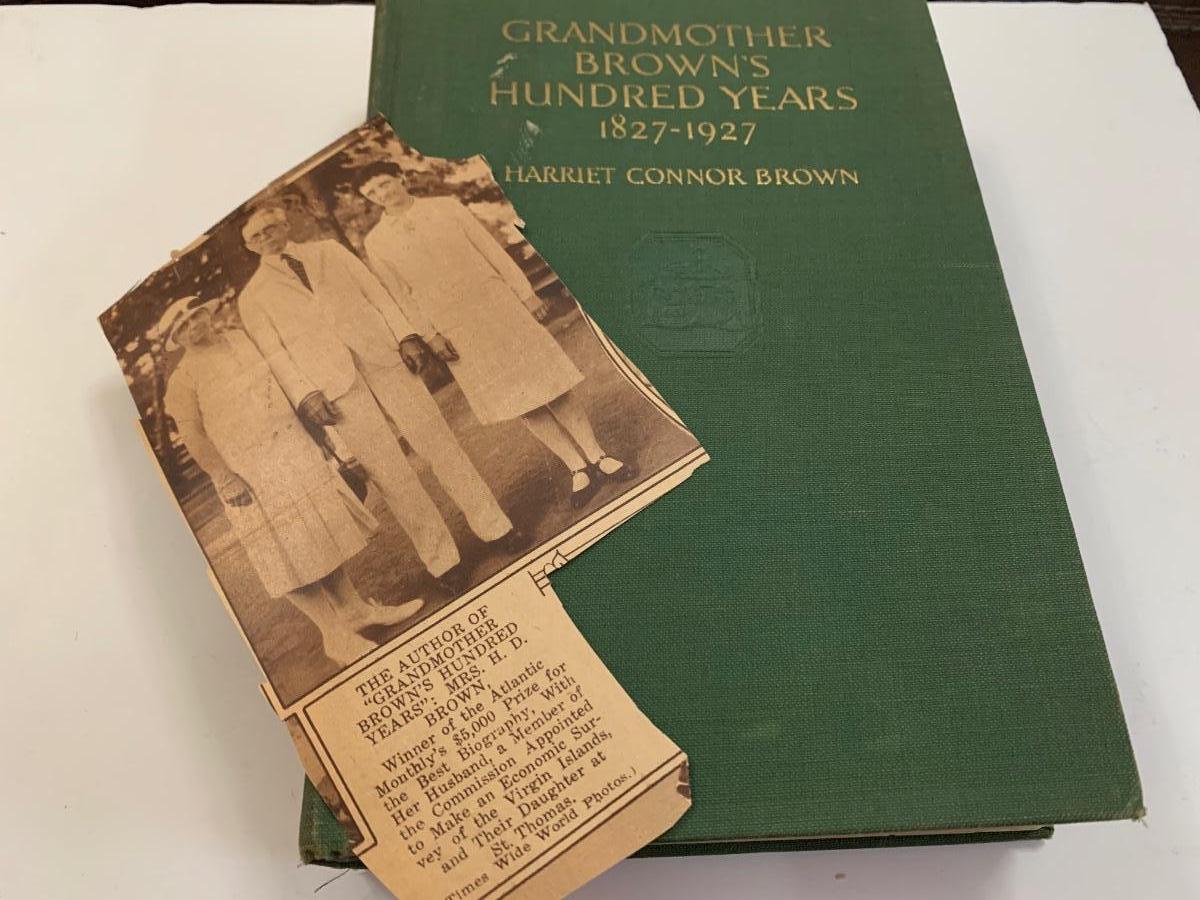 GRANDMOTHER
BROWN'S
HUNDRED YEARS
1827-1927
HARRIET CONNOR BROWN
THE AUTHOR OF
"GRANDMOTHER
BROWN'S HUNDRED
YEARS": MRS. H. D.
BROWN,
Winner of the Atlantic
Monthly's $5,000 Prize for
the Best Biography, With
Her Husband, a Member of
the Commission Appointed
to Make an Economic Sur-
vey of the Virgin Islands,
and Their Daughter at
St. Thomas.
Times Wide World Photos.)